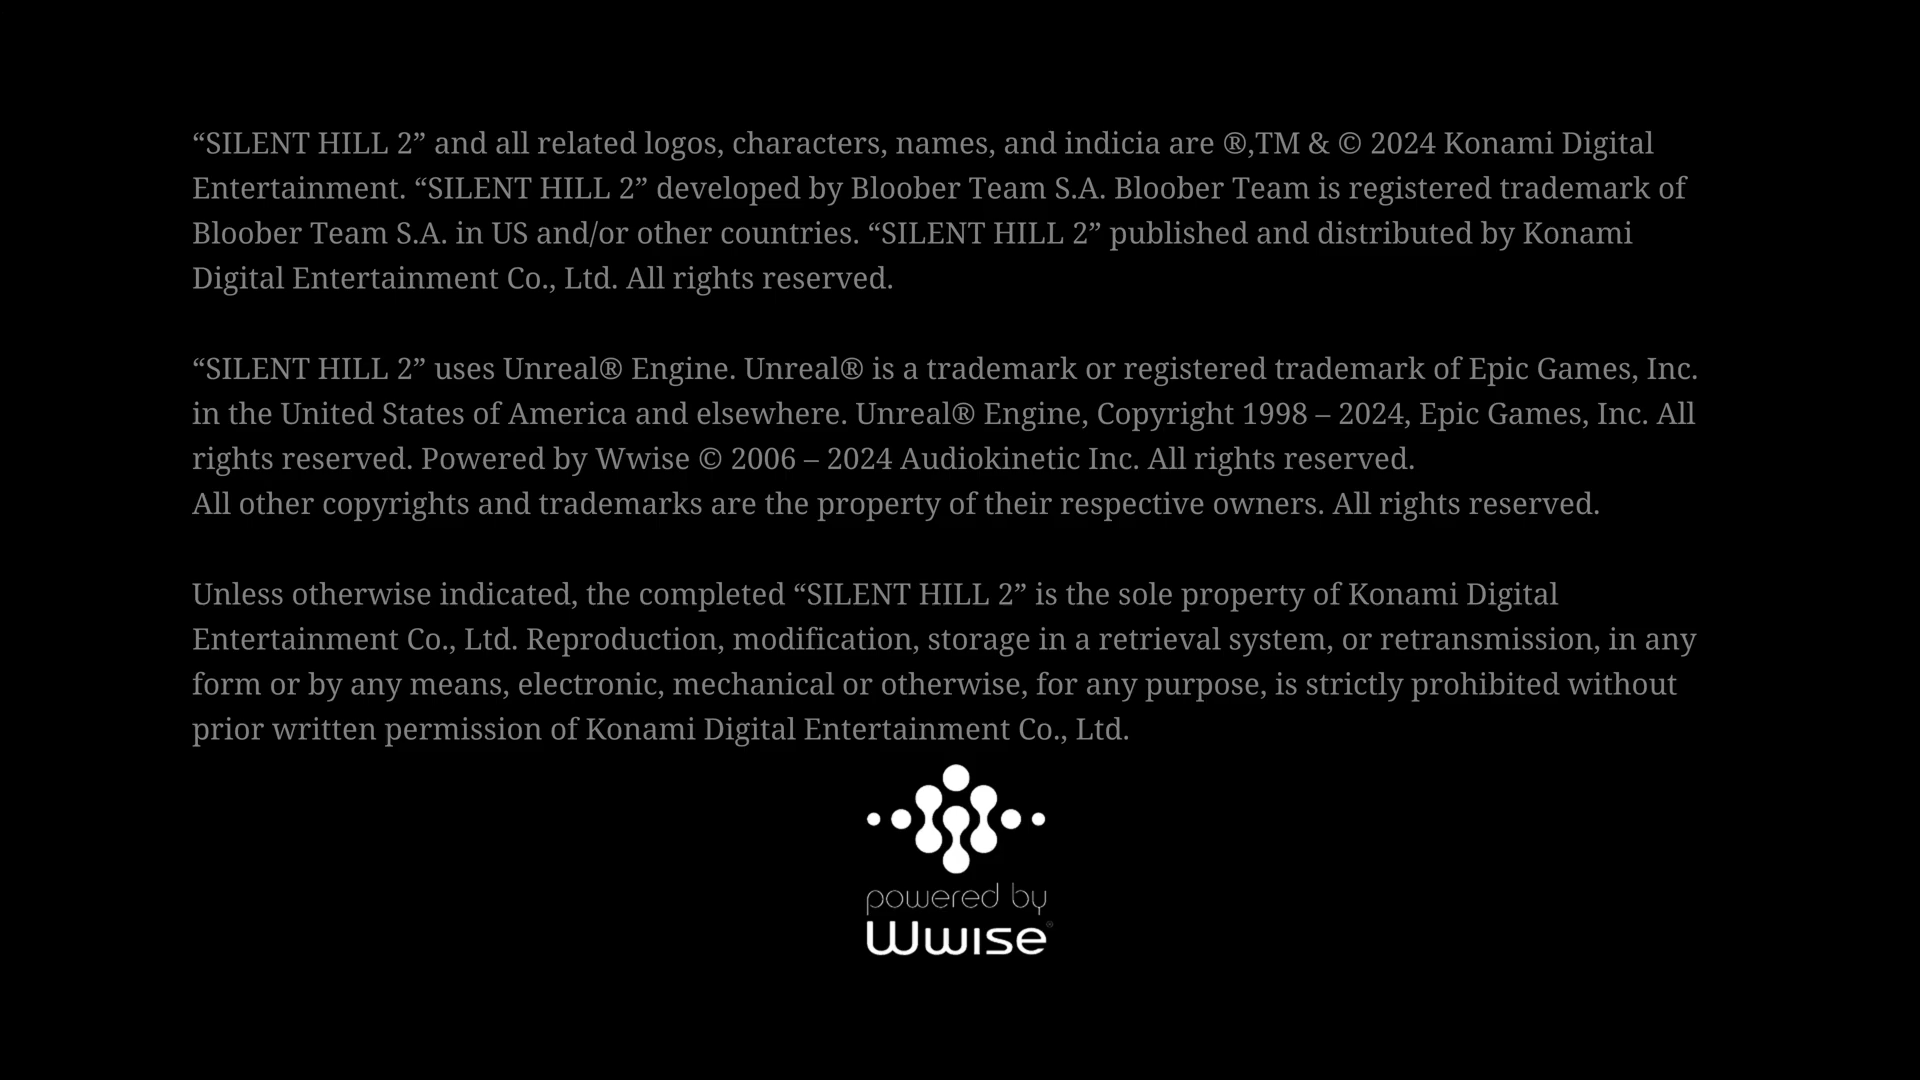 “SILENT HILL 2” and all related logos, characters, names, and indicia are ®,TM & © 2024 Konami Digital
Entertainment. “SILENT HILL 2” developed by Bloober Team S.A. Bloober Team is registered trademark of
Bloober Team S.A. in US and/or other countries. “SILENT HILL 2” published and distributed by Konami
Digital Entertainment Co., Ltd. All rights reserved.
“SILENT HILL 2” uses Unreal® Engine. Unreal® is a trademark or registered trademark of Epic Games, Inc.
in the United States of America and elsewhere. Unreal® Engine, Copyright 1998 – 2024, Epic Games, Inc. All
rights reserved. Powered by Wwise © 2006 – 2024 Audiokinetic Inc. All rights reserved.
All other copyrights and trademarks are the property of their respective owners. All rights reserved.
Unless otherwise indicated, the completed “SILENT HILL 2” is the sole property of Konami Digital
Entertainment Co., Ltd. Reproduction, modification, storage in a retrieval system, or retransmission, in any
form or by any means, electronic, mechanical or otherwise, for any purpose, is strictly prohibited without
prior written permission of Konami Digital Entertainment Co., Ltd.
powered by
Wwise®